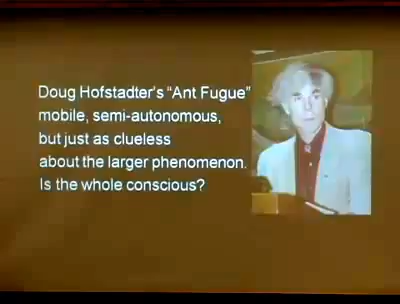 Doug Hofstadter's "Ant Fugue"
mobile, semi-autonomous,
but just as clueless
about the larger phenomenon.
Is the whole conscious?